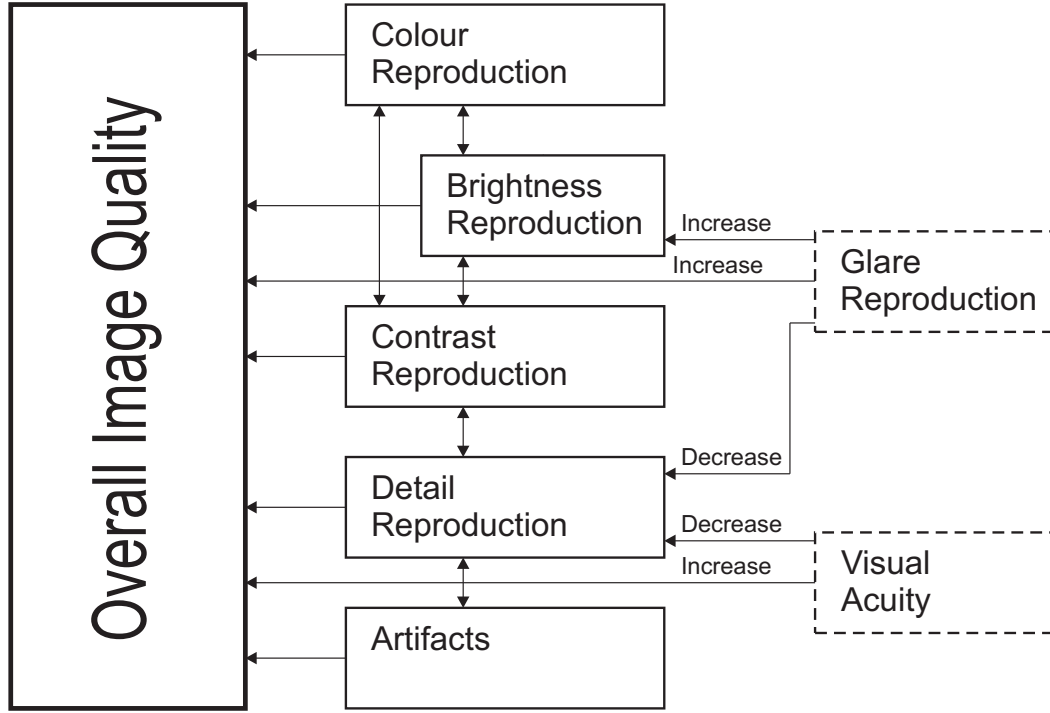 Overall Image Quality
Colour
Reproduction
Brightness
Reproduction
Increase
Increase
Glare
Reproduction
Contrast
Reproduction
Detail
Reproduction
Decrease
Decrease
Increase
Visual
Acuity
Artifacts